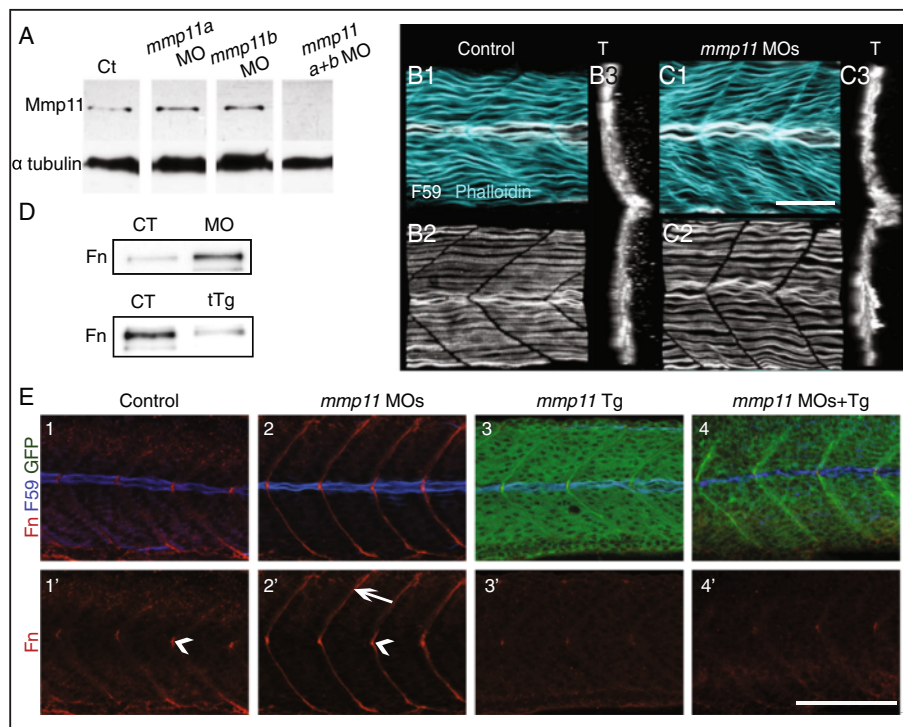 A
Ct
mmp11a
MO
mmp11b
MO
mmp11
a+b MO
Mmp11
α tubulin
D
CT MO
Fn
CT tTg
Fn
Control T mmp11 MOs T
B1 B3 C1 C3
F59 Phalloidin
B2 C2
E
Control mmp11 MOs mmp11 Tg mmp11 MOs+Tg
Fn F59 GFP
1 2 3 4
Fn
1' 2' 3' 4'